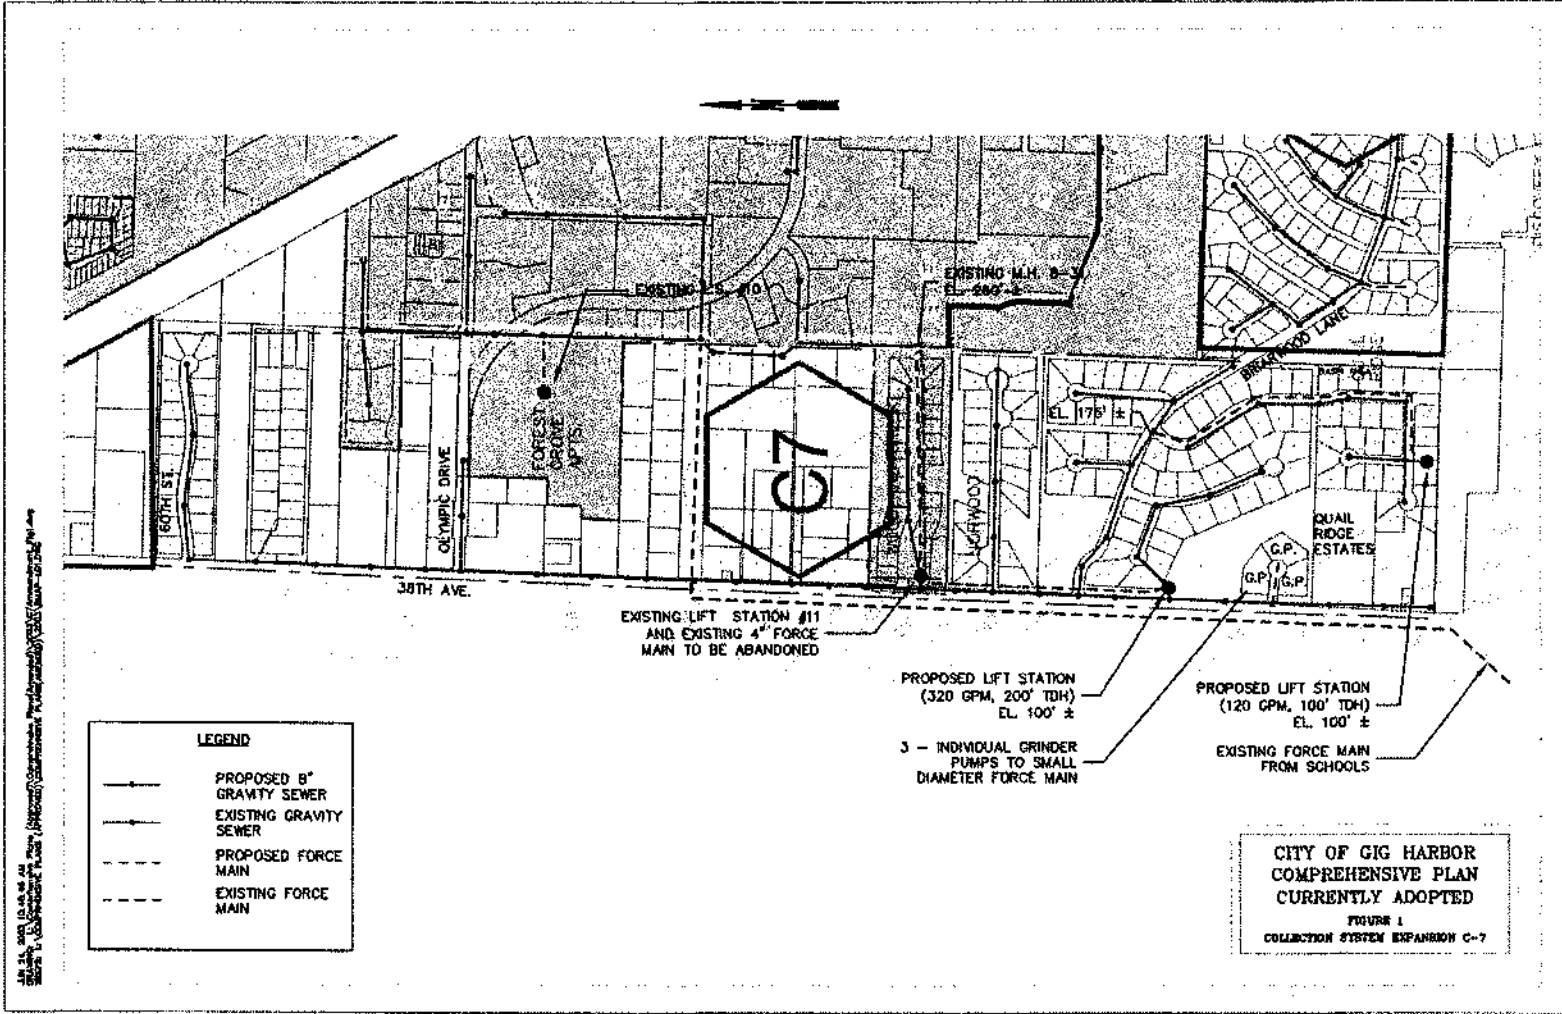 EXISTING L.S. #10
EXISTING M.H. 8-3
EL. 260' ±
BRIARWOOD LANE
EL. 175' ±
60TH ST.
OLYMPIC DRIVE
FOREST
GROVE
APTS.
C7
NORWOOD
QUAIL
RIDGE
ESTATES
G.P.
G.P.
G.P.
38TH AVE.
EXISTING LIFT STATION #11
AND EXISTING 4" FORCE
MAIN TO BE ABANDONED
PROPOSED LIFT STATION
(320 GPM, 200' TDH)
EL. 100' ±
3 - INDIVIDUAL GRINDER
PUMPS TO SMALL
DIAMETER FORCE MAIN
PROPOSED LIFT STATION
(120 GPM, 100' TDH)
EL. 100' ±
EXISTING FORCE MAIN
FROM SCHOOLS
LEGEND
PROPOSED 8"
GRAVITY SEWER
EXISTING GRAVITY
SEWER
PROPOSED FORCE
MAIN
EXISTING FORCE
MAIN
CITY OF GIG HARBOR
COMPREHENSIVE PLAN
CURRENTLY ADOPTED
FIGURE 1
COLLECTION SYSTEM EXPANSION C-7